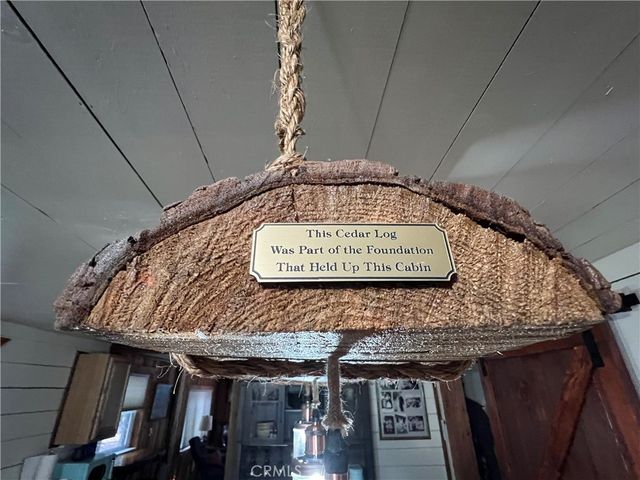 This Cedar Log
Was Part of the Foundation
That Held Up This Cabin
CRMLS